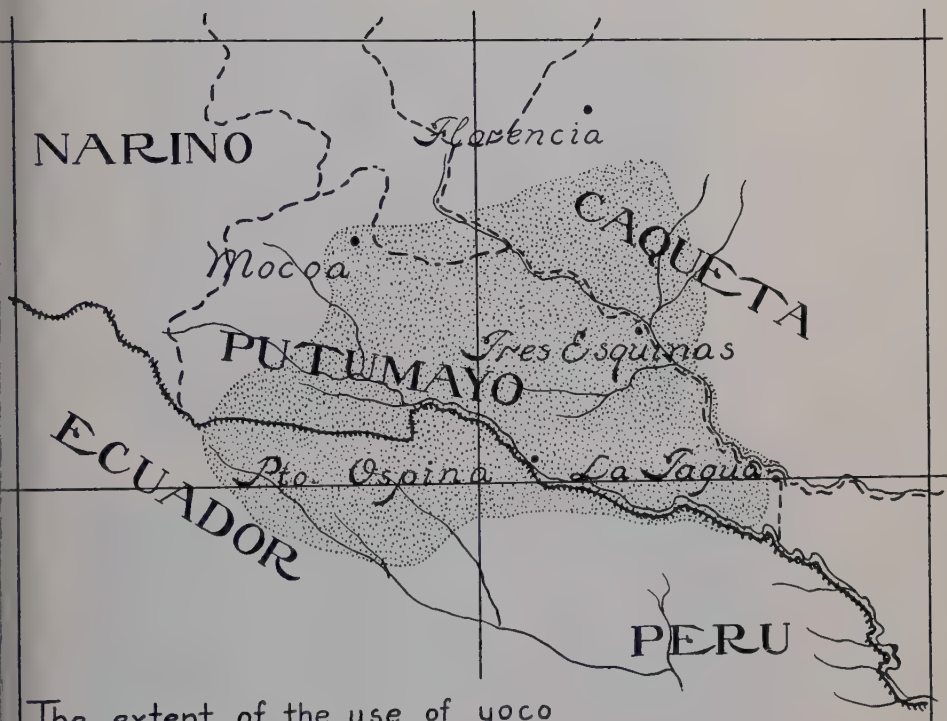 NARINO
Florencia
CAQUETA
Mocoa
Tres Esquinas
PUTUMAYO
ECUADOR
Pto. Ospina
La Tagua
PERU
The extent of the use of yoco